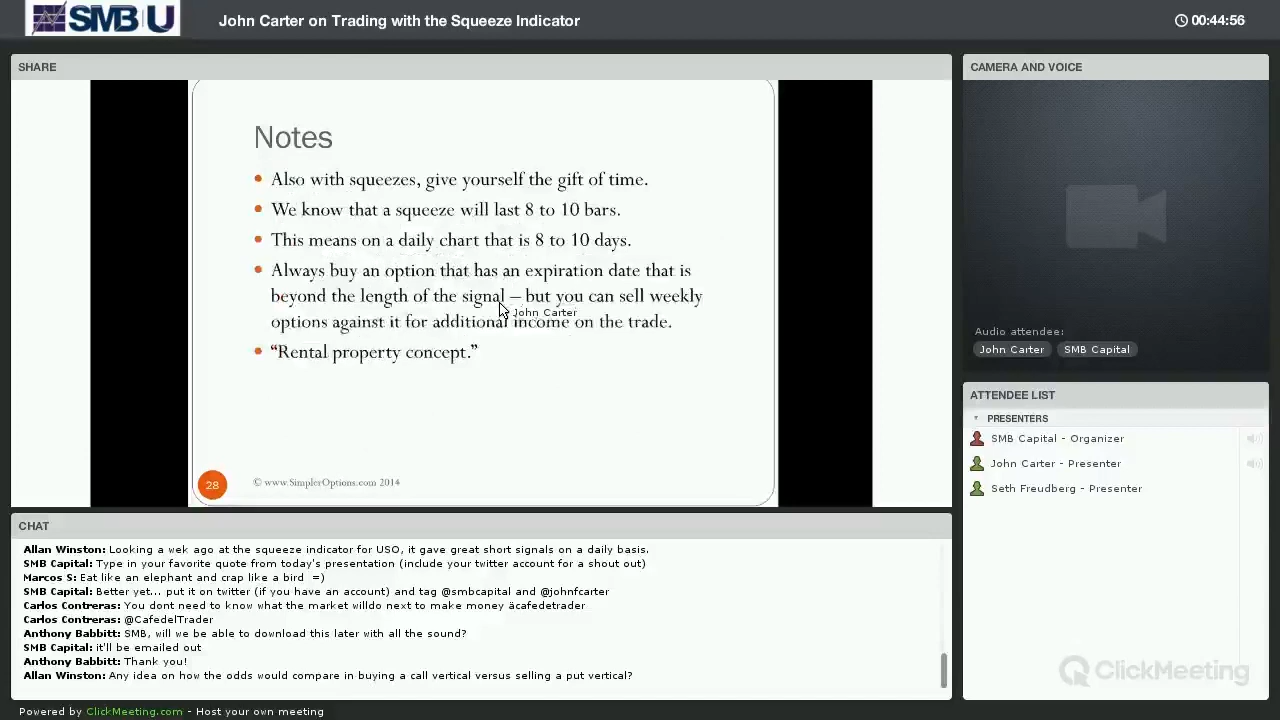 SMB U
John Carter on Trading with the Squeeze Indicator
00:44:56
SHARE
Notes
Also with squeezes, give yourself the gift of time.
We know that a squeeze will last 8 to 10 bars.
This means on a daily chart that is 8 to 10 days.
Always buy an option that has an expiration date that is
beyond the length of the signal – but you can sell weekly
options against it for additional income on the trade.
John Carter
“Rental property concept.”
28
© www.SimplerOptions.com 2014
CHAT
Allan Winston: Looking a wek ago at the squeeze indicator for USO, it gave great short signals on a daily basis.
SMB Capital: Type in your favorite quote from today's presentation (include your twitter account for a shout out)
Marcos S: Eat like an elephant and crap like a bird =)
SMB Capital: Better yet... put it on twitter (if you have an account) and tag @smbcapital and @johnfcarter
Carlos Contreras: You dont need to know what the market willdo next to make money äcafedetrader
Carlos Contreras: @CafedelTrader
Anthony Babbitt: SMB, will we be able to download this later with all the sound?
SMB Capital: it'll be emailed out
Anthony Babbitt: Thank you!
Allan Winston: Any idea on how the odds would compare in buying a call vertical versus selling a put vertical?
CAMERA AND VOICE
Audio attendee:
John Carter SMB Capital
ATTENDEE LIST
PRESENTERS
SMB Capital - Organizer
John Carter - Presenter
Seth Freudberg - Presenter
ClickMeeting
Powered by ClickMeeting.com - Host your own meeting